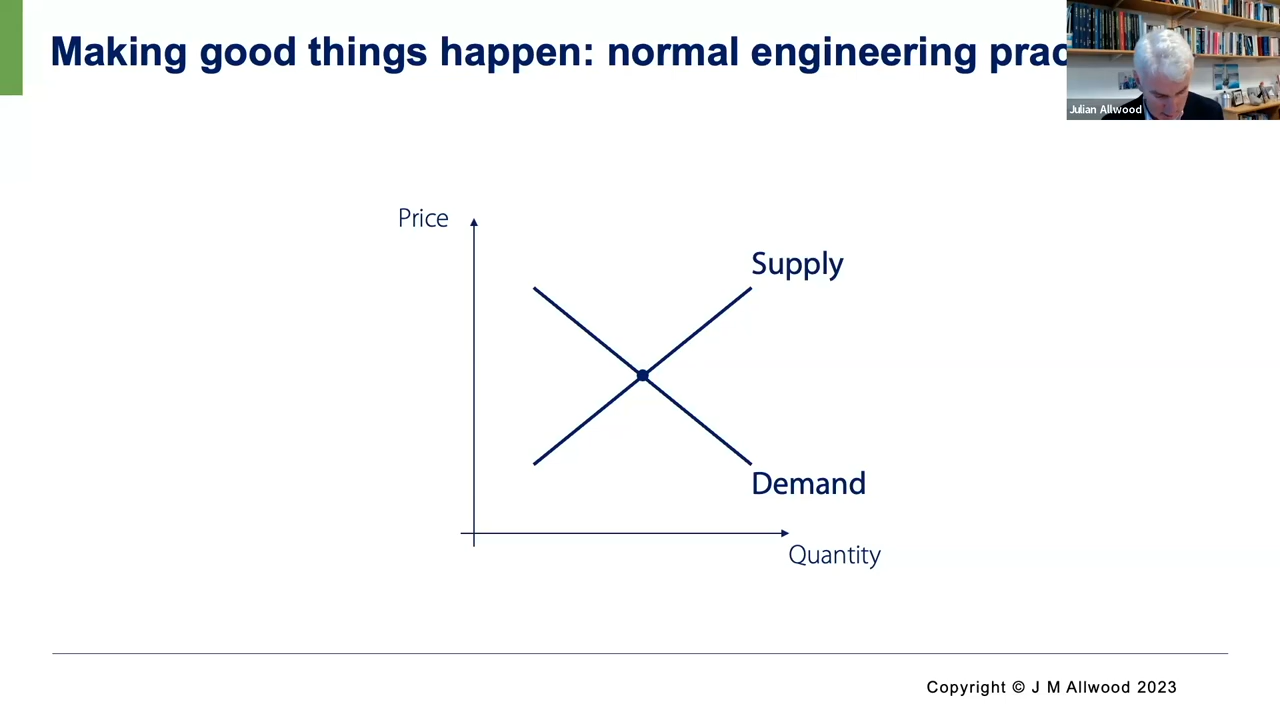 Making good things happen: normal engineering prac
Julian Allwood
Price
Supply
Demand
Quantity
Copyright © J M Allwood 2023